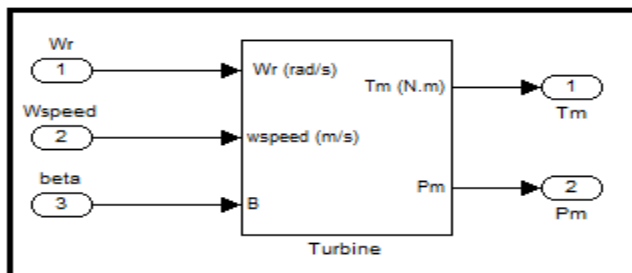 Wr
1
Wr (rad/s)
Tm (N.m)
1
Tm
Wspeed
2
wspeed (m/s)
beta
3
B
Pm
2
Pm
Turbine